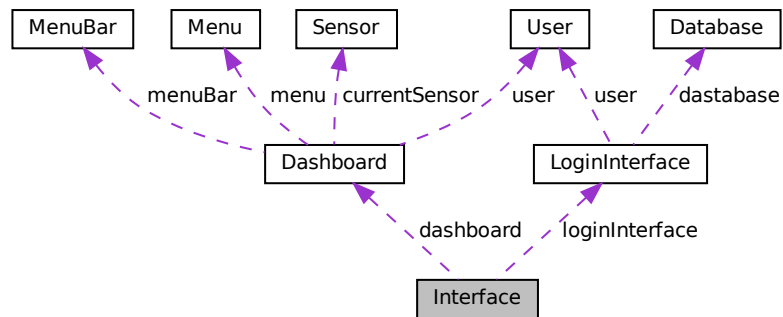 MenuBar Menu Sensor User Database
menuBar menu currentSensor user user dastabase
Dashboard LoginInterface
dashboard loginInterface
Interface